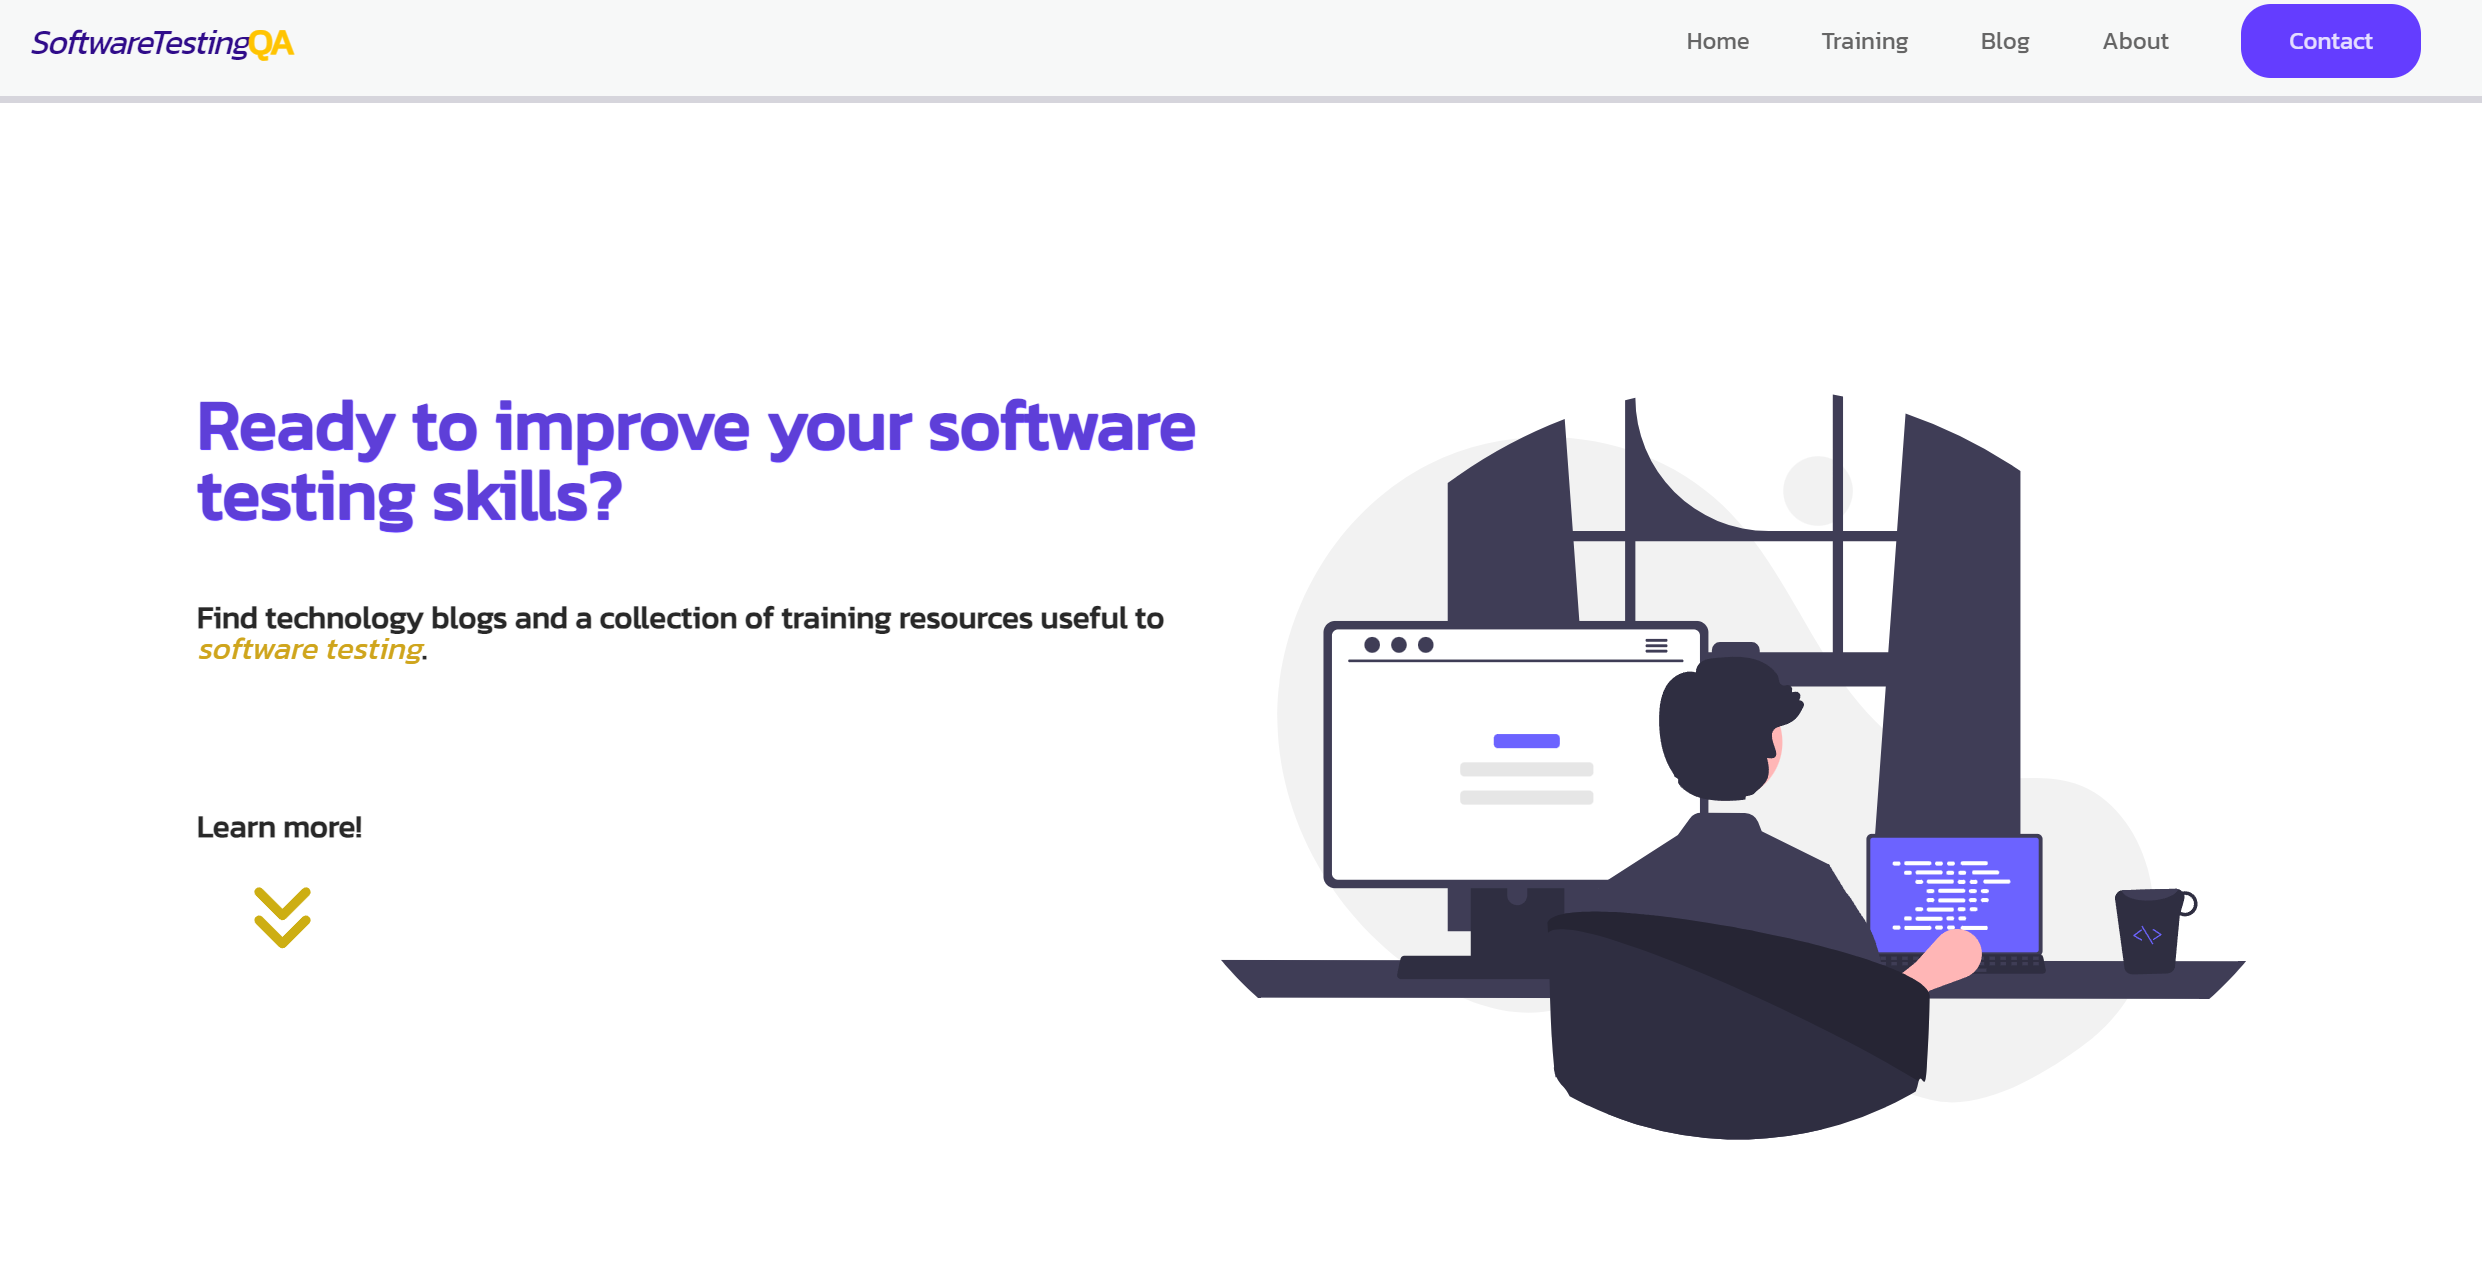 SoftwareTestingQA
Home Training Blog About Contact
Ready to improve your software
testing skills?
Find technology blogs and a collection of training resources useful to
software testing.
Learn more!